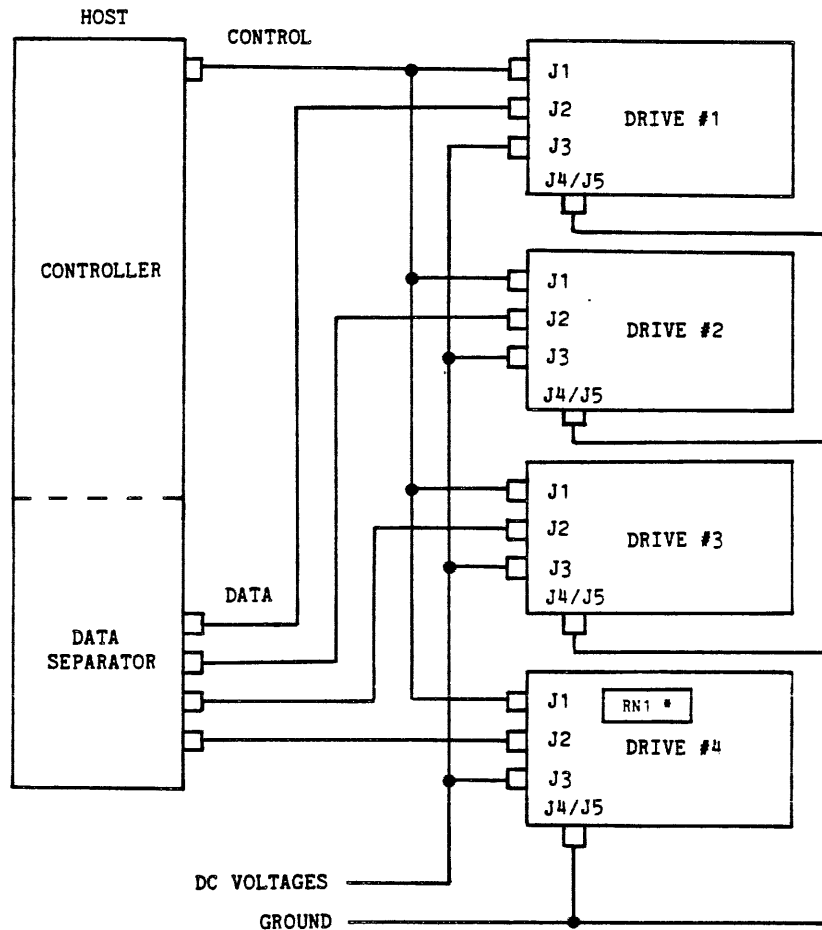 HOST
CONTROL
CONTROLLER
DATA
DATA
SEPARATOR
J1
J2
J3
J4/J5
DRIVE #1
J1
J2
J3
J4/J5
DRIVE #2
J1
J2
J3
J4/J5
DRIVE #3
J1
J2
J3
J4/J5
RN1 *
DRIVE #4
DC VOLTAGES
GROUND